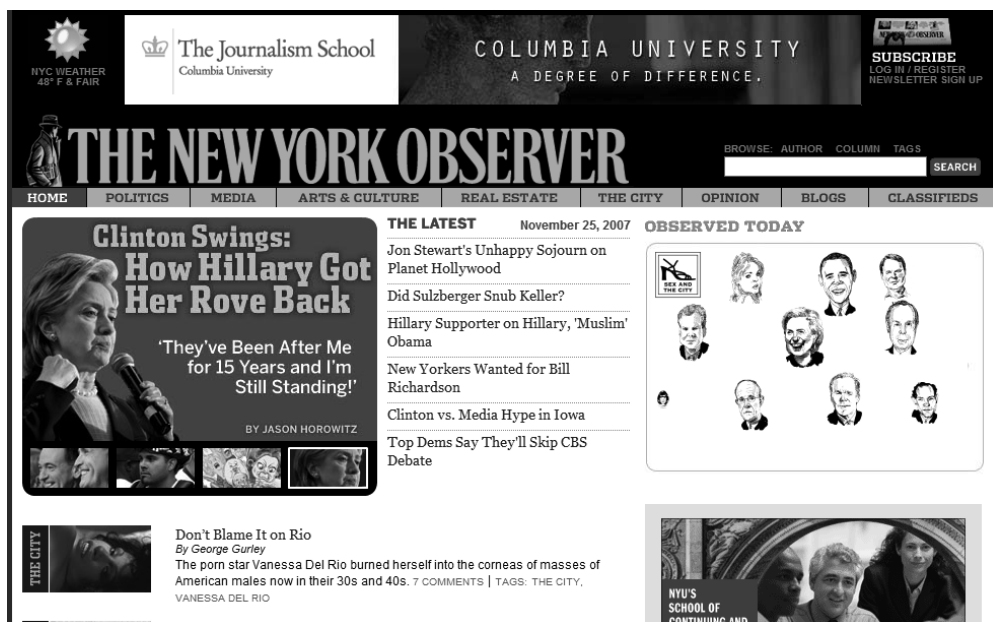 NYC WEATHER
48° F & FAIR
The Journalism School
Columbia University
COLUMBIA UNIVERSITY
A DEGREE OF DIFFERENCE.
SUBSCRIBE
LOG IN / REGISTER
NEWSLETTER SIGN UP
THE NEW YORK OBSERVER
BROWSE: AUTHOR COLUMN TAGS
SEARCH
HOME POLITICS MEDIA ARTS & CULTURE REAL ESTATE THE CITY OPINION BLOGS CLASSIFIEDS
Clinton Swings:
How Hillary Got
Her Rove Back
'They've Been After Me
for 15 Years and I'm
Still Standing!'
BY JASON HOROWITZ
THE LATEST November 25, 2007
Jon Stewart's Unhappy Sojourn on
Planet Hollywood
Did Sulzberger Snub Keller?
Hillary Supporter on Hillary, 'Muslim'
Obama
New Yorkers Wanted for Bill
Richardson
Clinton vs. Media Hype in Iowa
Top Dems Say They'll Skip CBS
Debate
OBSERVED TODAY
SEX AND
THE CITY
THE CITY
Don't Blame It on Rio
By George Gurley
The porn star Vanessa Del Rio burned herself into the corneas of masses of
American males now in their 30s and 40s. 7 COMMENTS | TAGS: THE CITY,
VANESSA DEL RIO
NYU'S
SCHOOL OF
CONTINUING AND